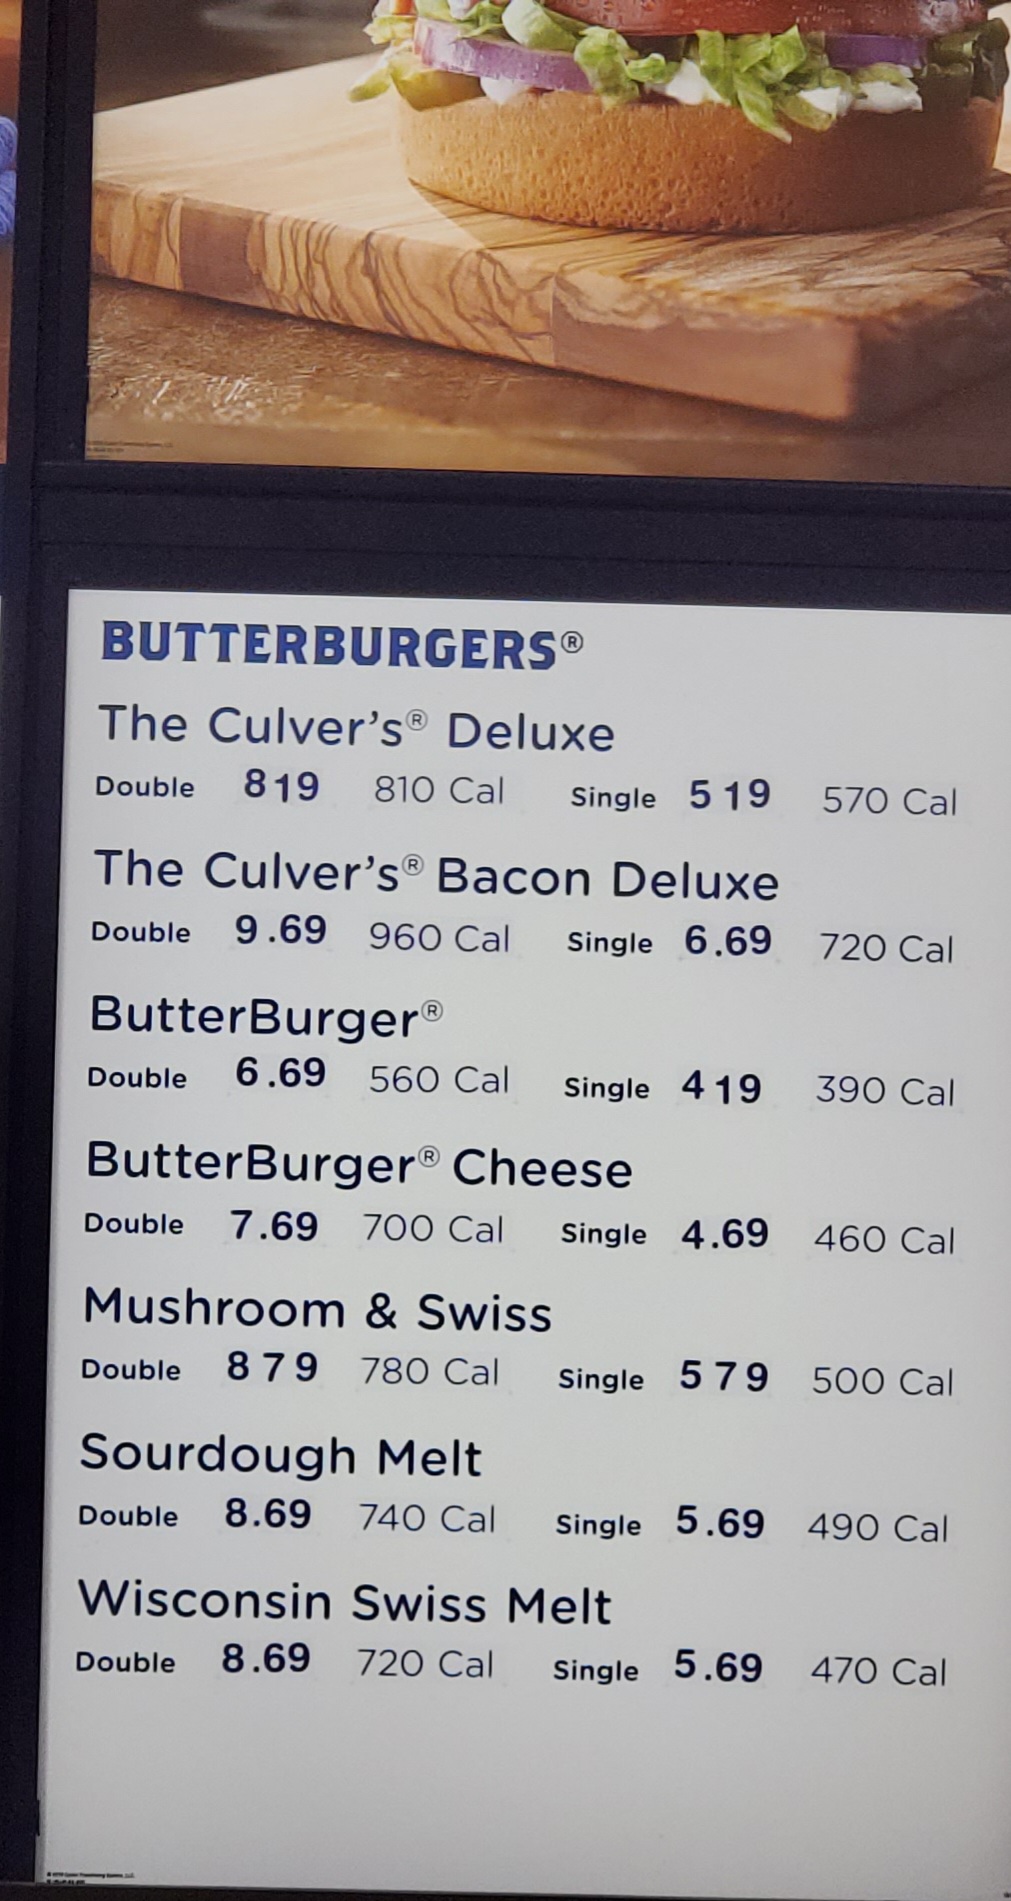 BUTTERBURGERS®
The Culver's® Deluxe
Double 819 810 Cal Single 519 570 Cal
The Culver's® Bacon Deluxe
Double 9.69 960 Cal Single 6.69 720 Cal
ButterBurger®
Double 6.69 560 Cal Single 419 390 Cal
ButterBurger® Cheese
Double 7.69 700 Cal Single 4.69 460 Cal
Mushroom & Swiss
Double 879 780 Cal Single 579 500 Cal
Sourdough Melt
Double 8.69 740 Cal Single 5.69 490 Cal
Wisconsin Swiss Melt
Double 8.69 720 Cal Single 5.69 470 Cal